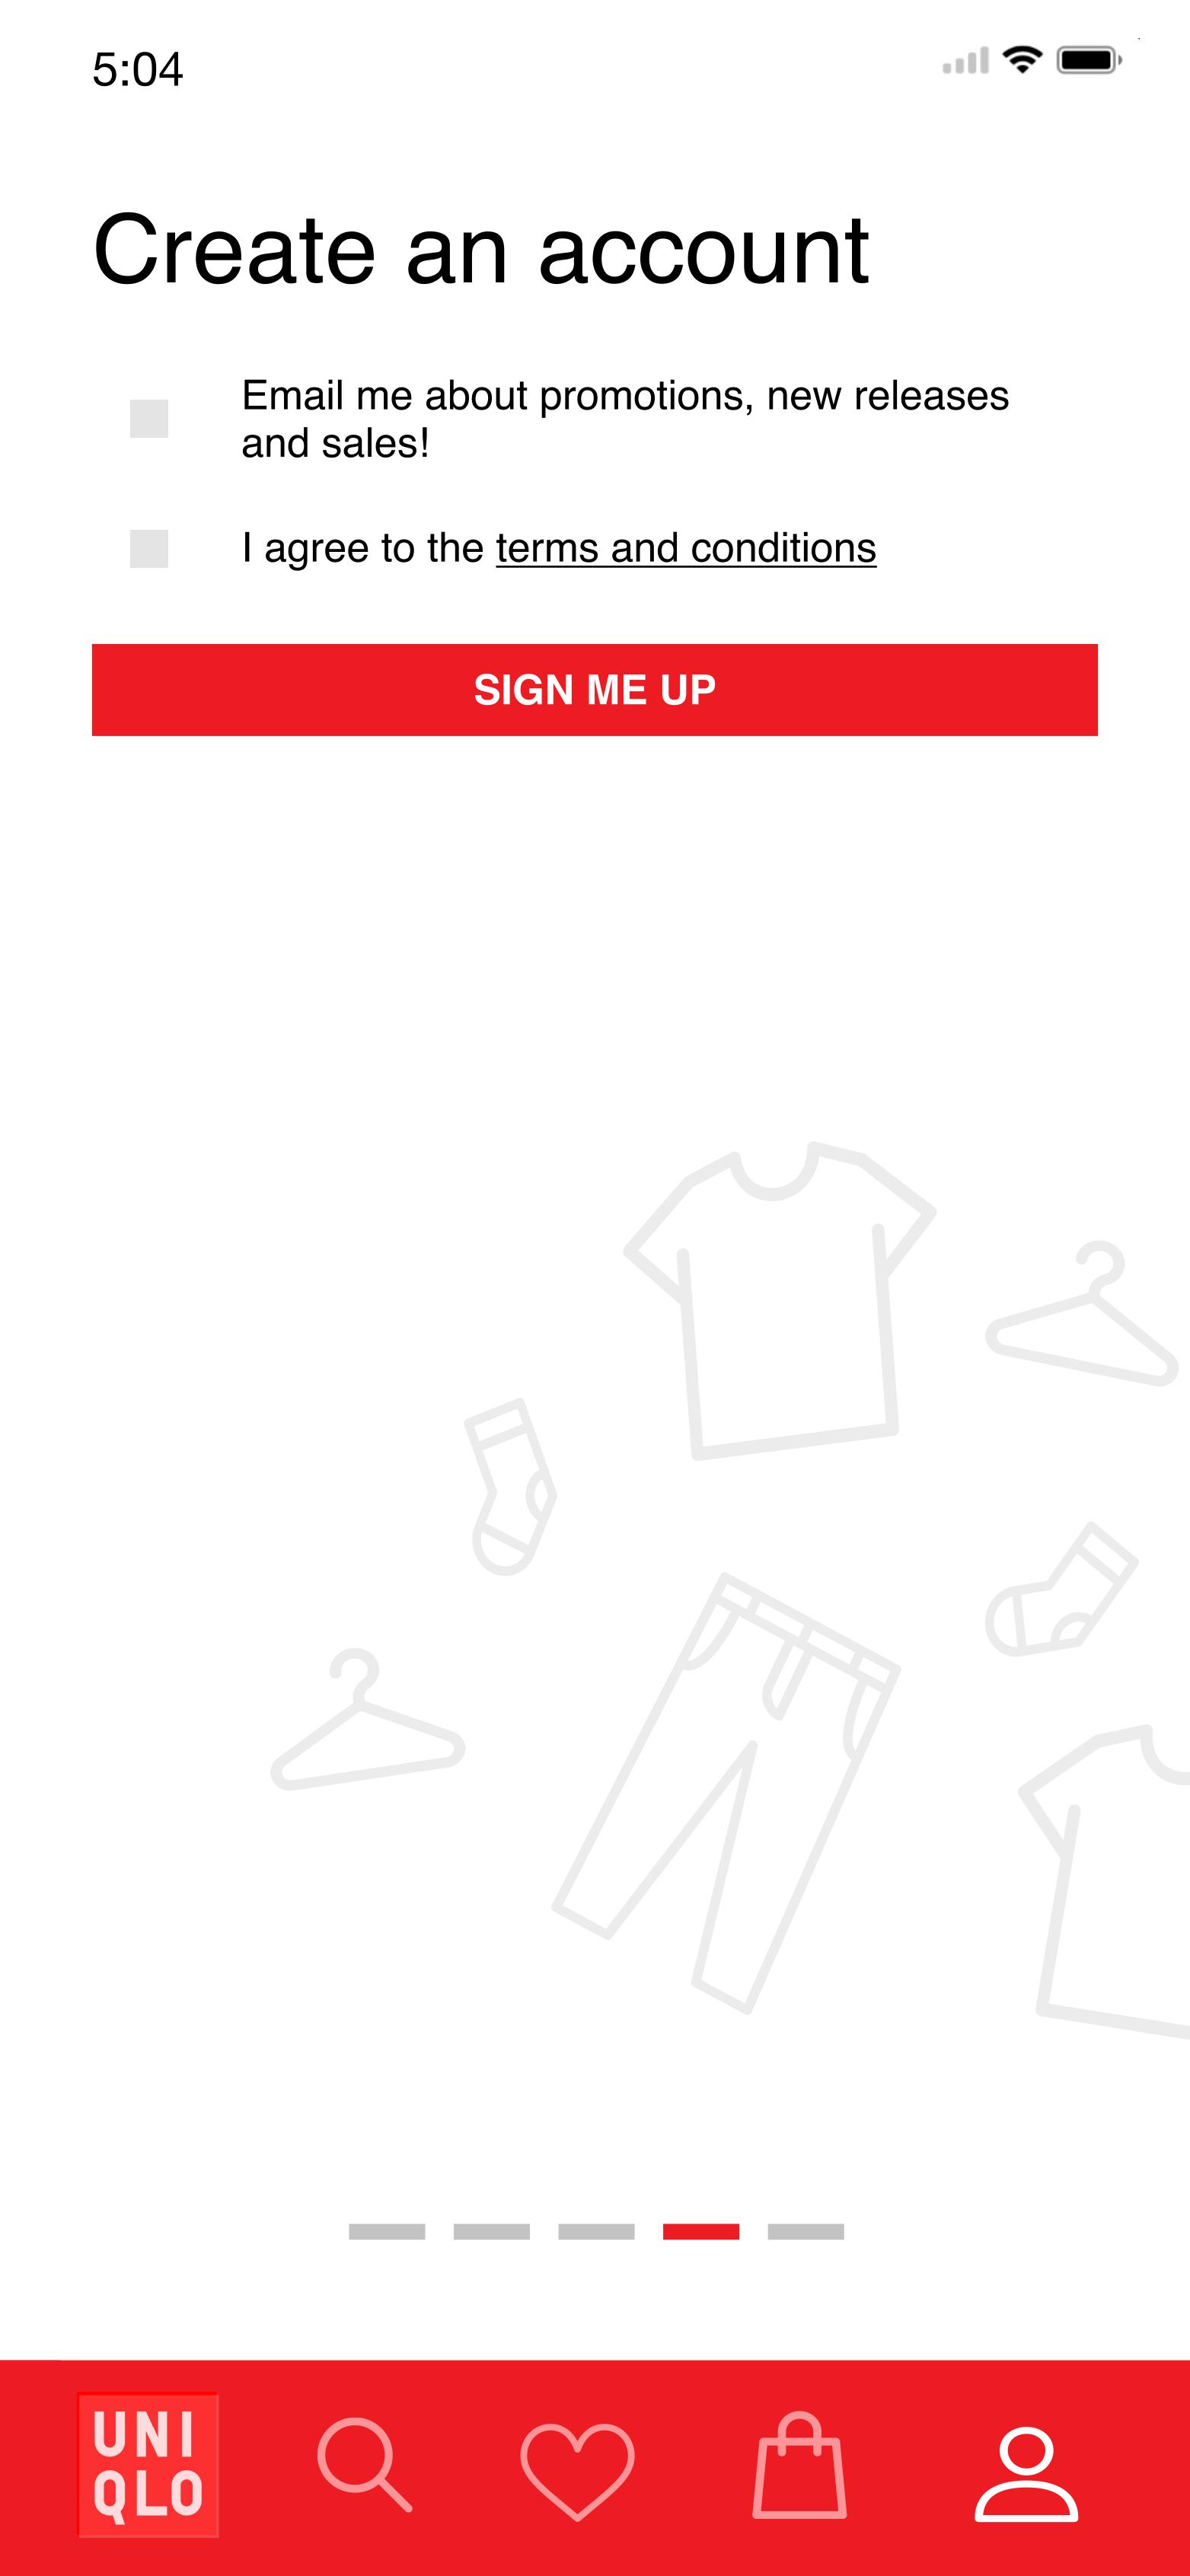 5:04
Create an account
Email me about promotions, new releases
and sales!
I agree to the terms and conditions
SIGN ME UP
UNI
QLO